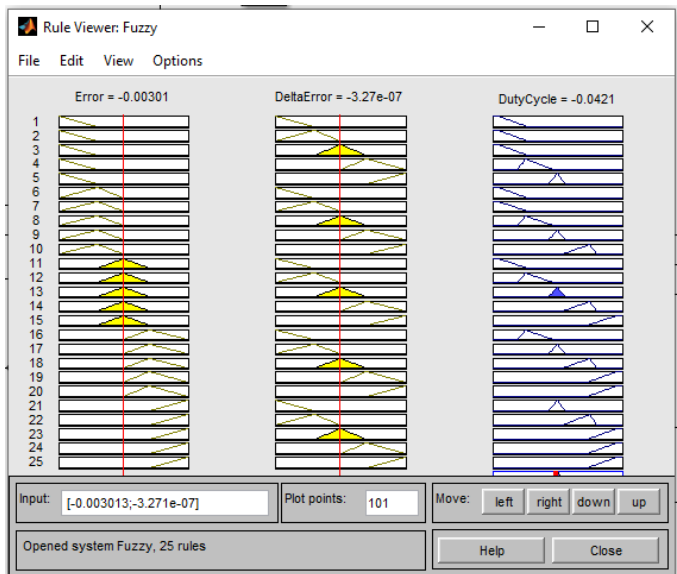 Rule Viewer: Fuzzy
File Edit View Options
Error = -0.00301
DeltaError = -3.27e-07
DutyCycle = -0.0421
1
2
3
4
5
6
7
8
9
10
11
12
13
14
15
16
17
18
19
20
21
22
23
24
25
Input: [-0.003013;-3.271e-07]
Plot points: 101
Move: left right down up
Opened system Fuzzy, 25 rules
Help Close